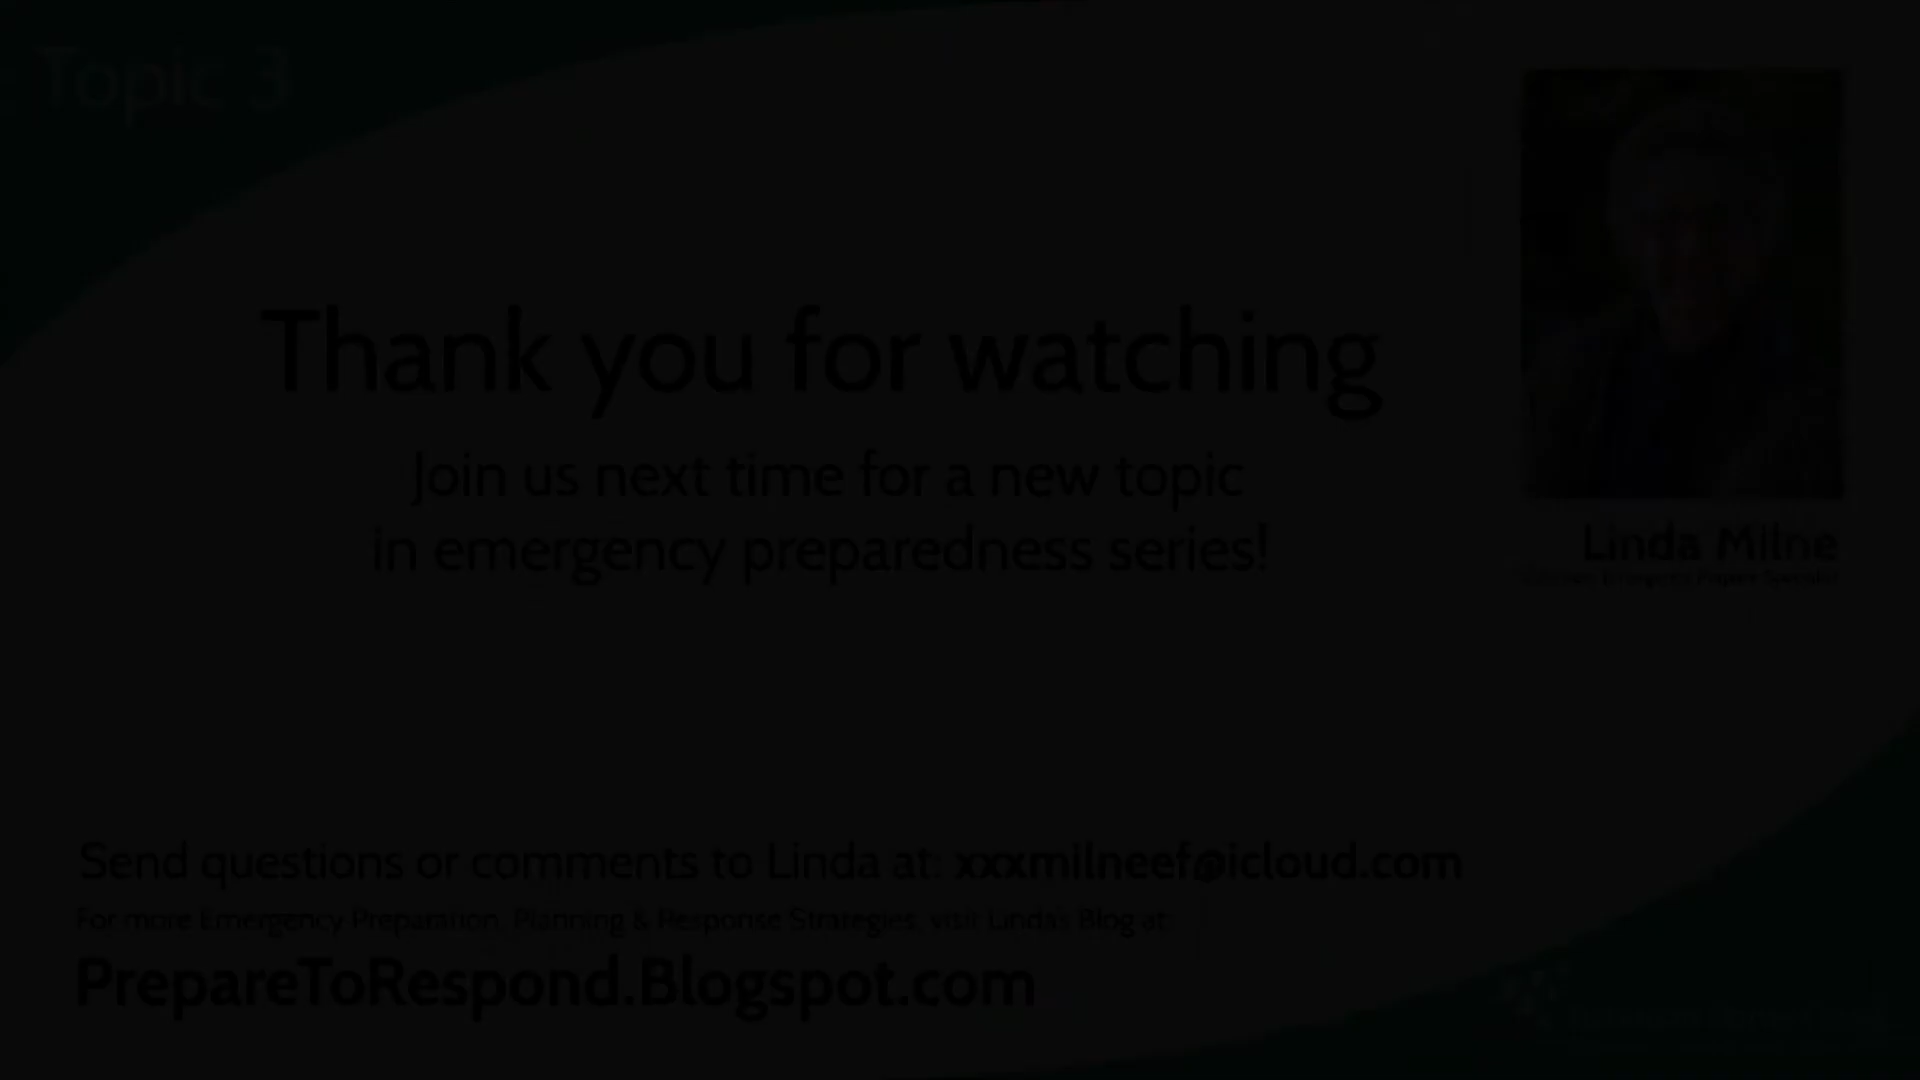 Topic 3
Thank you for watching
Join us next time for a new topic
in emergency preparedness series!
Linda Milne
Send questions or comments to Linda at: xxxmilneef@icloud.com
For more Emergency Preparation, Planning & Response Strategies, visit Linda's Blog at:
PrepareToRespond.Blogspot.com